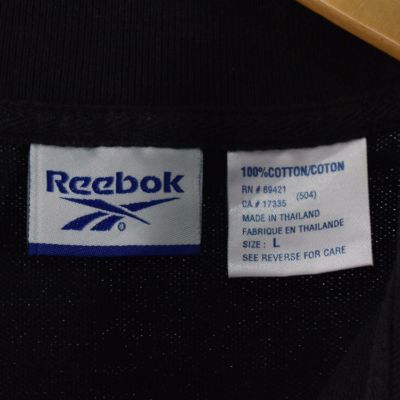 Reebok
®
100%COTTON/COTON
RN # 69421
CA # 17335 (504)
MADE IN THAILAND
FABRIQUE EN THAILANDE
SIZE : L
SEE REVERSE FOR CARE